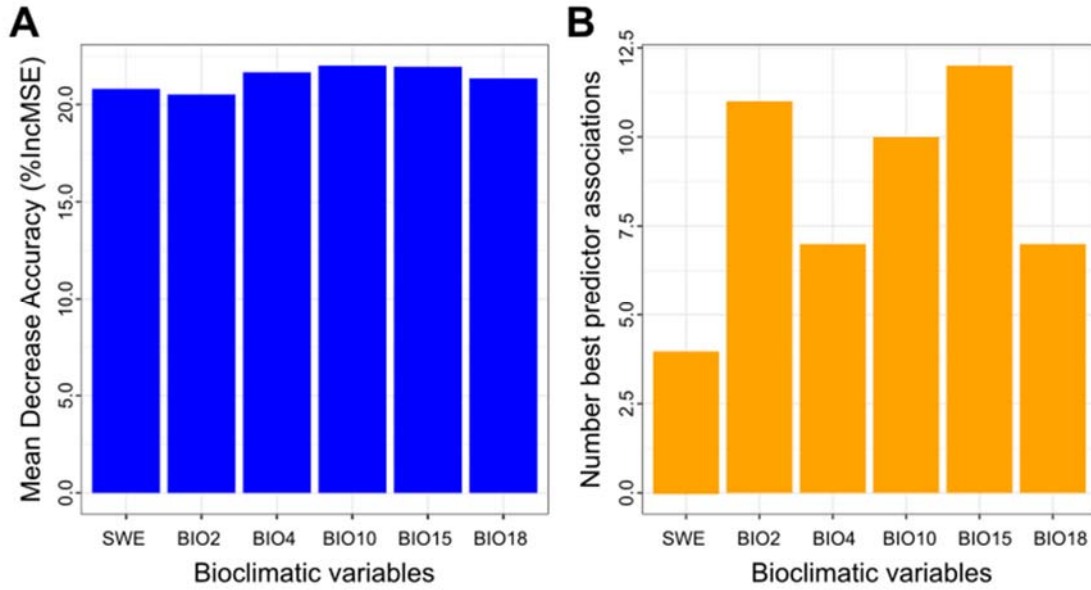 A
Mean Decrease Accuracy (%IncMSE)
20.0
15.0
10.0
5.0
0.0
SWE BIO2 BIO4 BIO10 BIO15 BIO18
Bioclimatic variables
B
Number best predictor associations
12.5
10.0
7.5
5.0
2.5
0.0
SWE BIO2 BIO4 BIO10 BIO15 BIO18
Bioclimatic variables